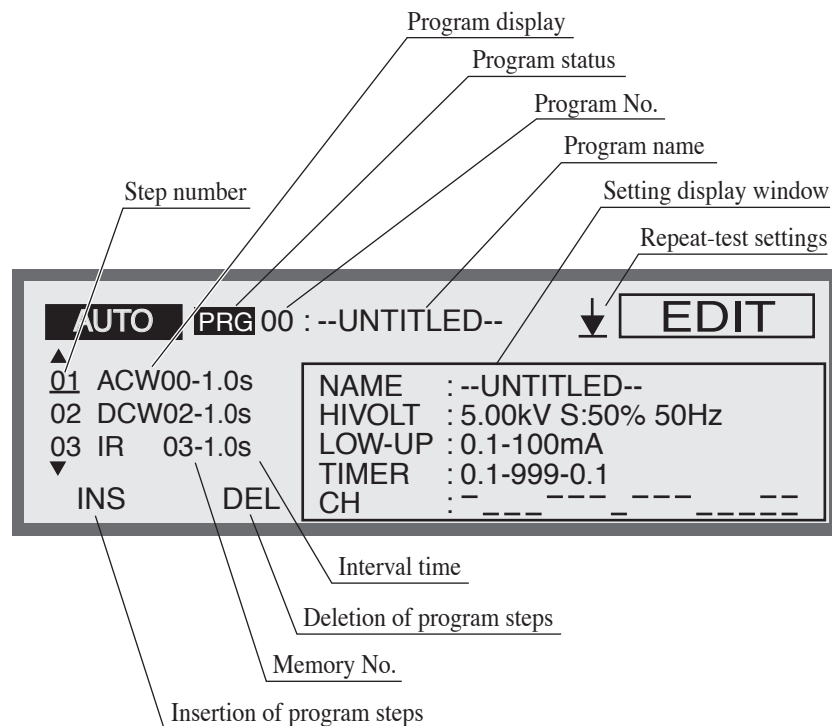 Program display
Program status
Program No.
Program name
Step number
Setting display window
Repeat-test settings
AUTO PRG 00 : --UNTITLED-- EDIT
01 ACW00-1.0s
02 DCW02-1.0s
03 IR 03-1.0s
INS DEL
NAME : --UNTITLED--
HIVOLT : 5.00kV S:50% 50Hz
LOW-UP : 0.1-100mA
TIMER : 0.1-999-0.1
CH :
Interval time
Deletion of program steps
Memory No.
Insertion of program steps